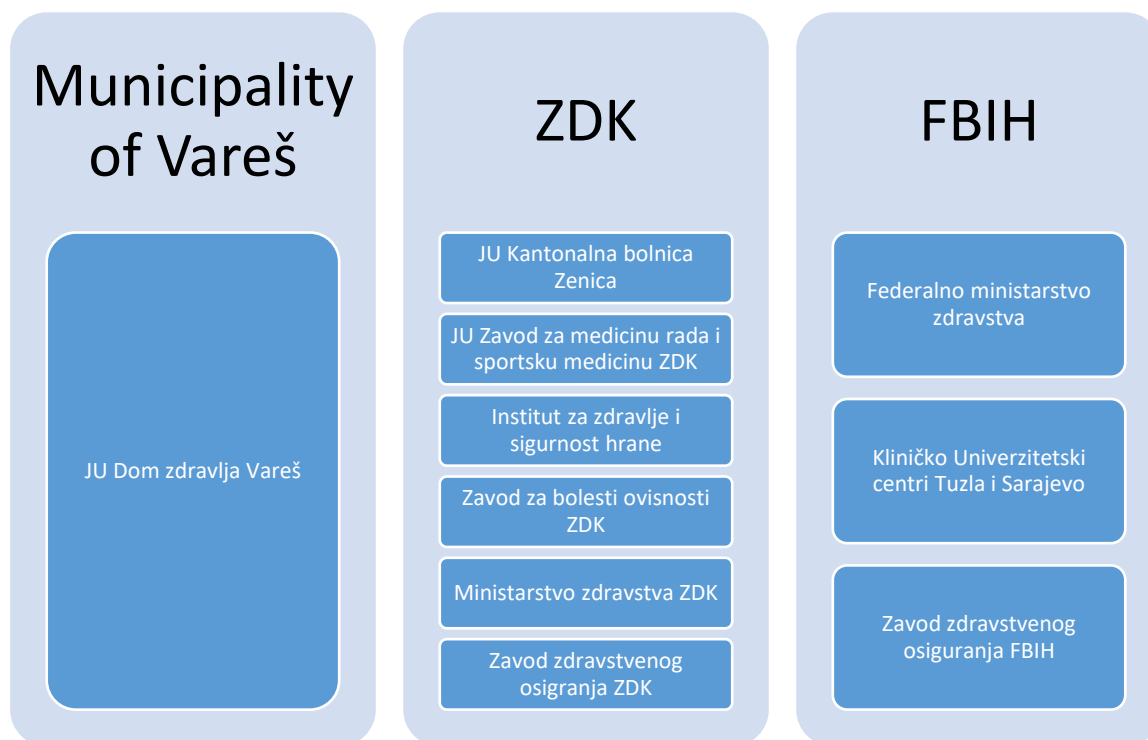 Municipality
of Vareš
JU Dom zdravlja Vareš
ZDK
JU Kantonalna bolnica
Zenica
JU Zavod za medicinu rada i
sportsku medicinu ZDK
Institut za zdravlje i
sigurnost hrane
Zavod za bolesti ovisnosti
ZDK
Ministarstvo zdravstva ZDK
Zavod zdravstvenog
osigranja ZDK
FBIH
Federalno ministarstvo
zdravstva
Kliničko Univerzitetski
centri Tuzla i Sarajevo
Zavod zdravstvenog
osiguranja FBIH